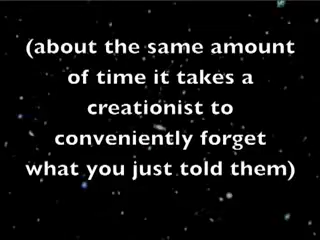 (about the same amount
of time it takes a
creationist to
conveniently forget
what you just told them)